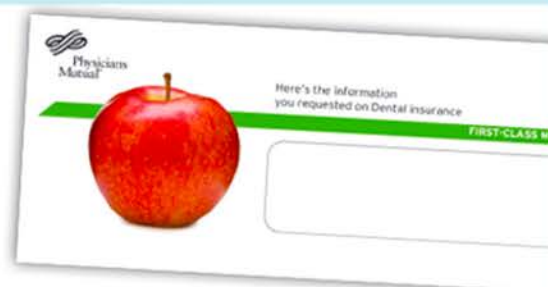 Physicians
Mutual
Here's the information
you requested on Dental insurance
FIRST-CLASS M